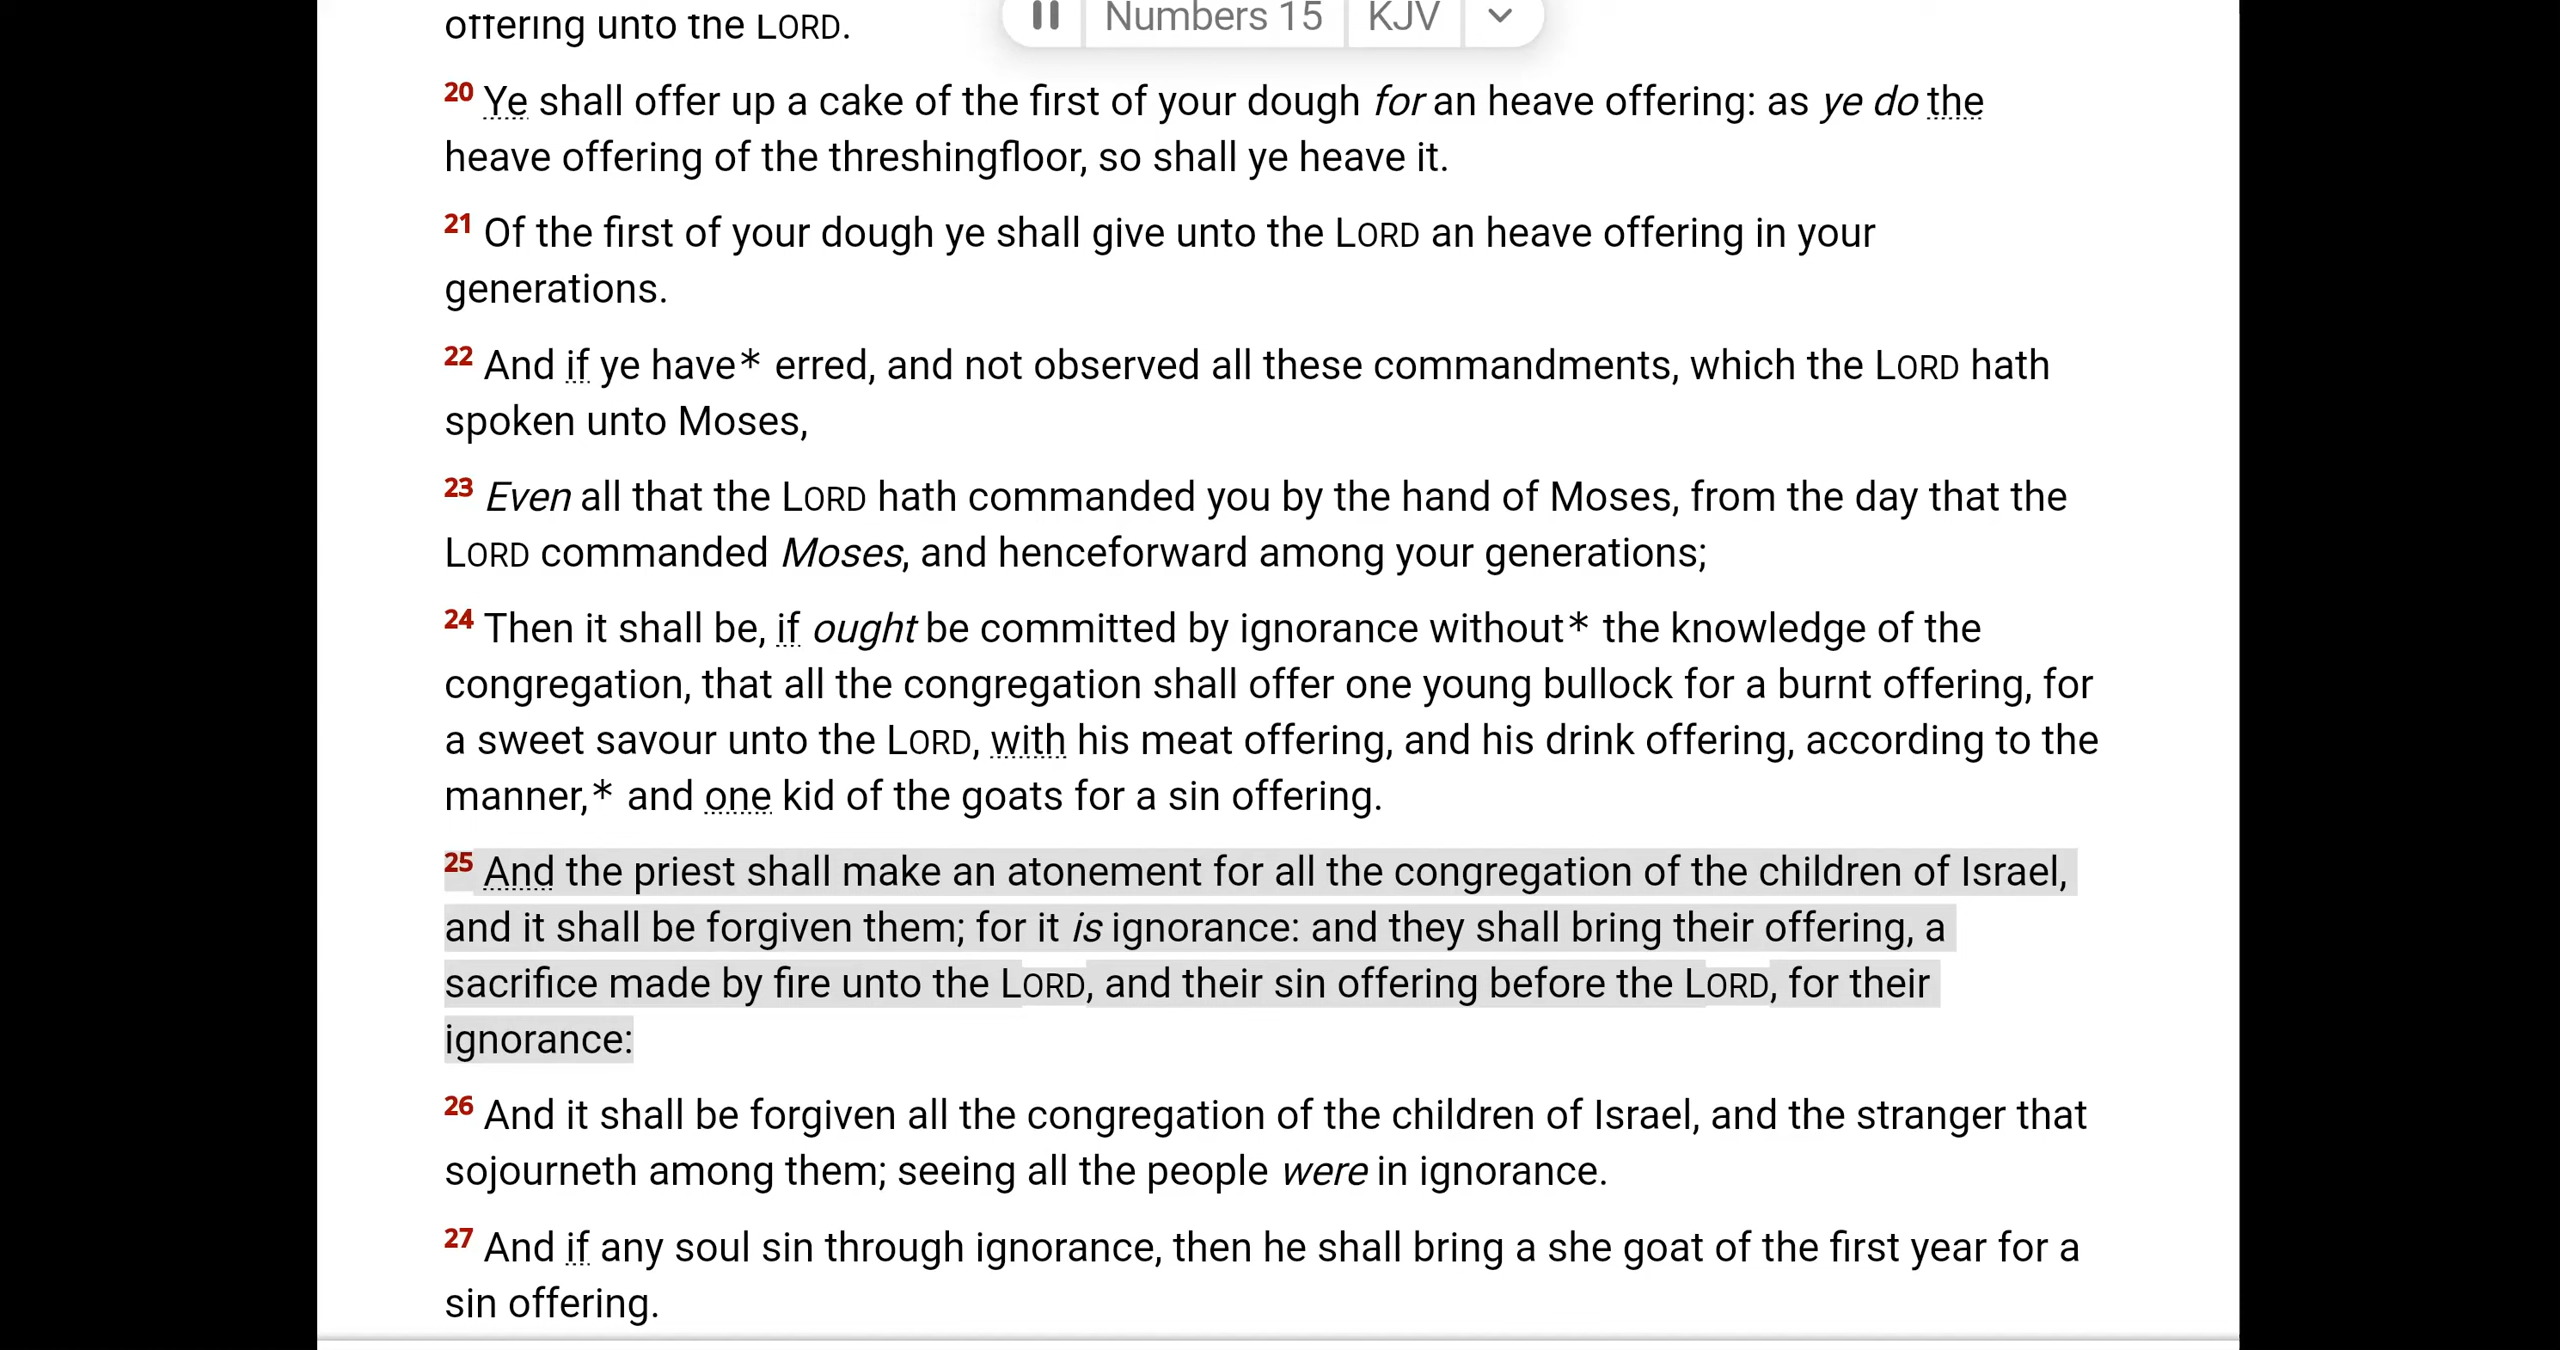 offering unto the LORD.
Numbers 15 KJV
20 Ye shall offer up a cake of the first of your dough for an heave offering: as ye do the
heave offering of the threshingfloor, so shall ye heave it.
21 Of the first of your dough ye shall give unto the LORD an heave offering in your
generations.
22 And if ye have* erred, and not observed all these commandments, which the LORD hath
spoken unto Moses,
23 Even all that the LORD hath commanded you by the hand of Moses, from the day that the
LORD commanded Moses, and henceforward among your generations;
24 Then it shall be, if ought be committed by ignorance without* the knowledge of the
congregation, that all the congregation shall offer one young bullock for a burnt offering, for
a sweet savour unto the LORD, with his meat offering, and his drink offering, according to the
manner,* and one kid of the goats for a sin offering.
25 And the priest shall make an atonement for all the congregation of the children of Israel,
and it shall be forgiven them; for it is ignorance: and they shall bring their offering, a
sacrifice made by fire unto the LORD, and their sin offering before the LORD, for their
ignorance:
26 And it shall be forgiven all the congregation of the children of Israel, and the stranger that
sojourneth among them; seeing all the people were in ignorance.
27 And if any soul sin through ignorance, then he shall bring a she goat of the first year for a
sin offering.